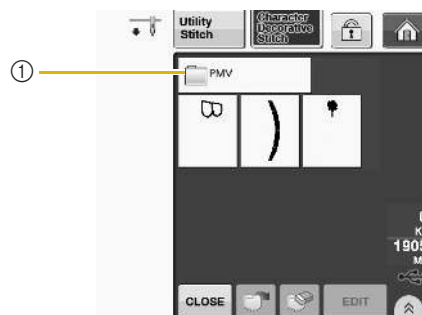 Utility
Stitch
Character
Decorative
Stitch
①
PMV
1905
CLOSE
EDIT